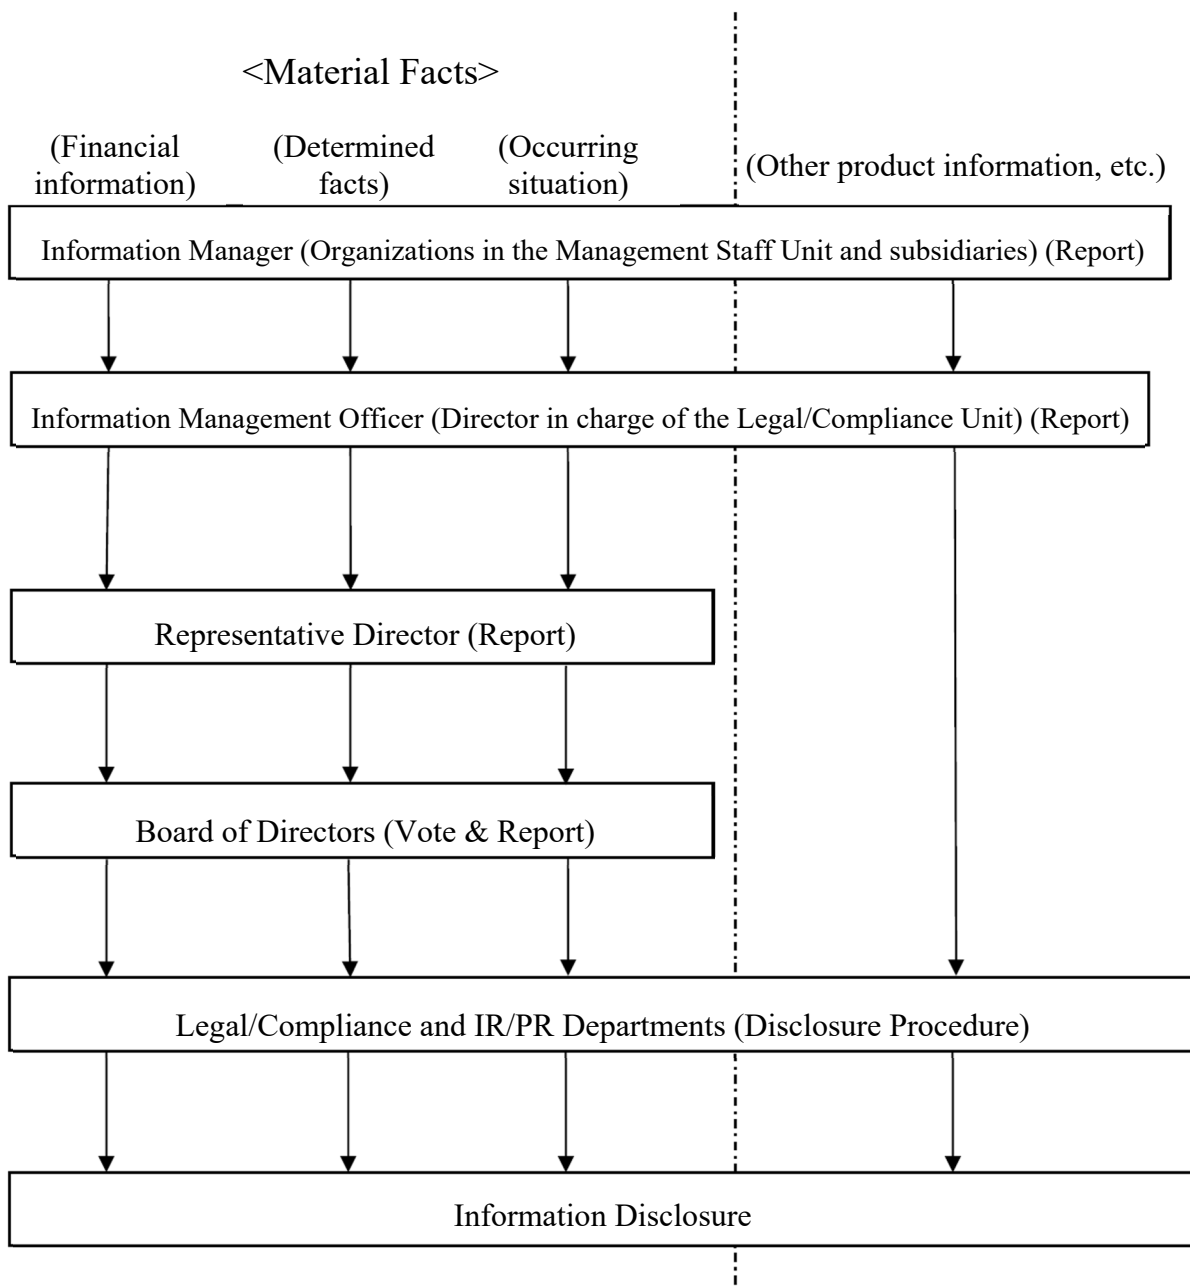 <Material Facts>
(Financial
information)
(Determined
facts)
(Occurring
situation)
(Other product information, etc.)
Information Manager (Organizations in the Management Staff Unit and subsidiaries) (Report)
Information Management Officer (Director in charge of the Legal/Compliance Unit) (Report)
Representative Director (Report)
Board of Directors (Vote & Report)
Legal/Compliance and IR/PR Departments (Disclosure Procedure)
Information Disclosure